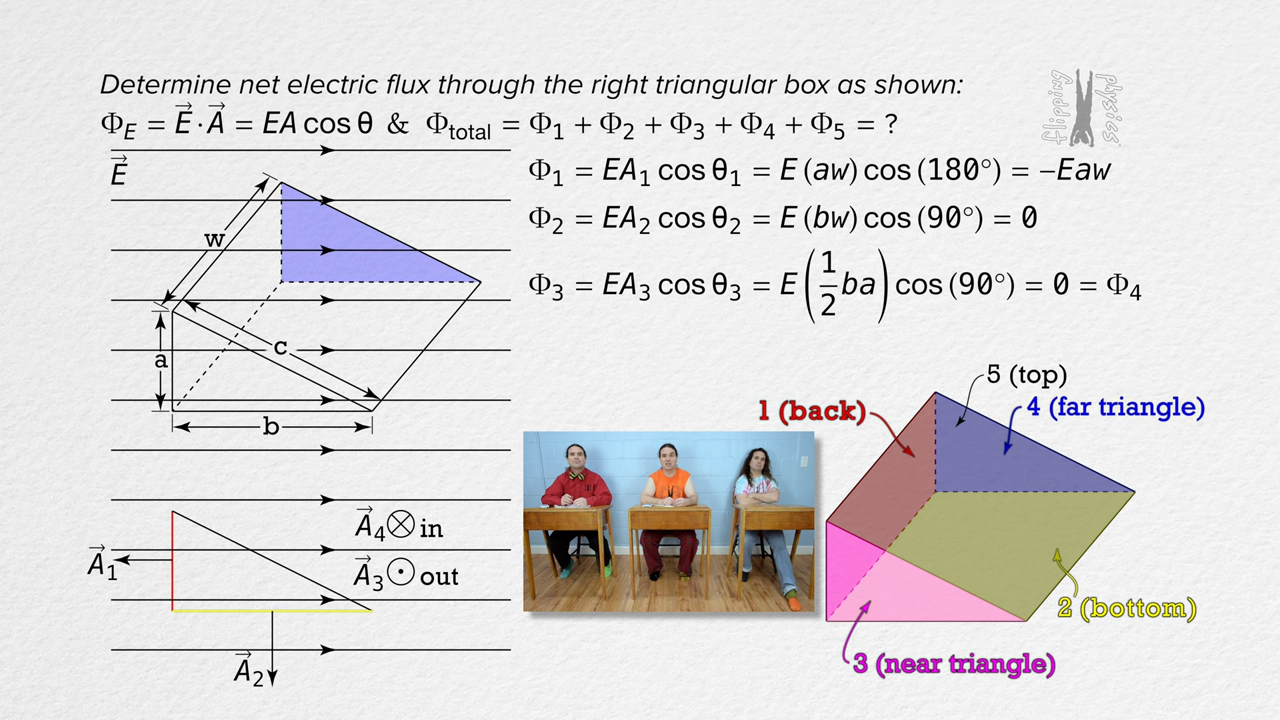 Determine net electric flux through the right triangular box as shown:
Φ_E = E⃗ · A⃗ = EA cos θ & Φ_total = Φ₁ + Φ₂ + Φ₃ + Φ₄ + Φ₅ = ?
flipping physics
E⃗
Φ₁ = EA₁ cos θ₁ = E (aw) cos (180°) = −Eaw
Φ₂ = EA₂ cos θ₂ = E (bw) cos (90°) = 0
Φ₃ = EA₃ cos θ₃ = E (1/2 ba) cos (90°) = 0 = Φ₄
w
a
c
b
5 (top)
1 (back)
4 (far triangle)
2 (bottom)
3 (near triangle)
A⃗₄ ⊗ in
A⃗₃ ⊙ out
A⃗₁
A⃗₂